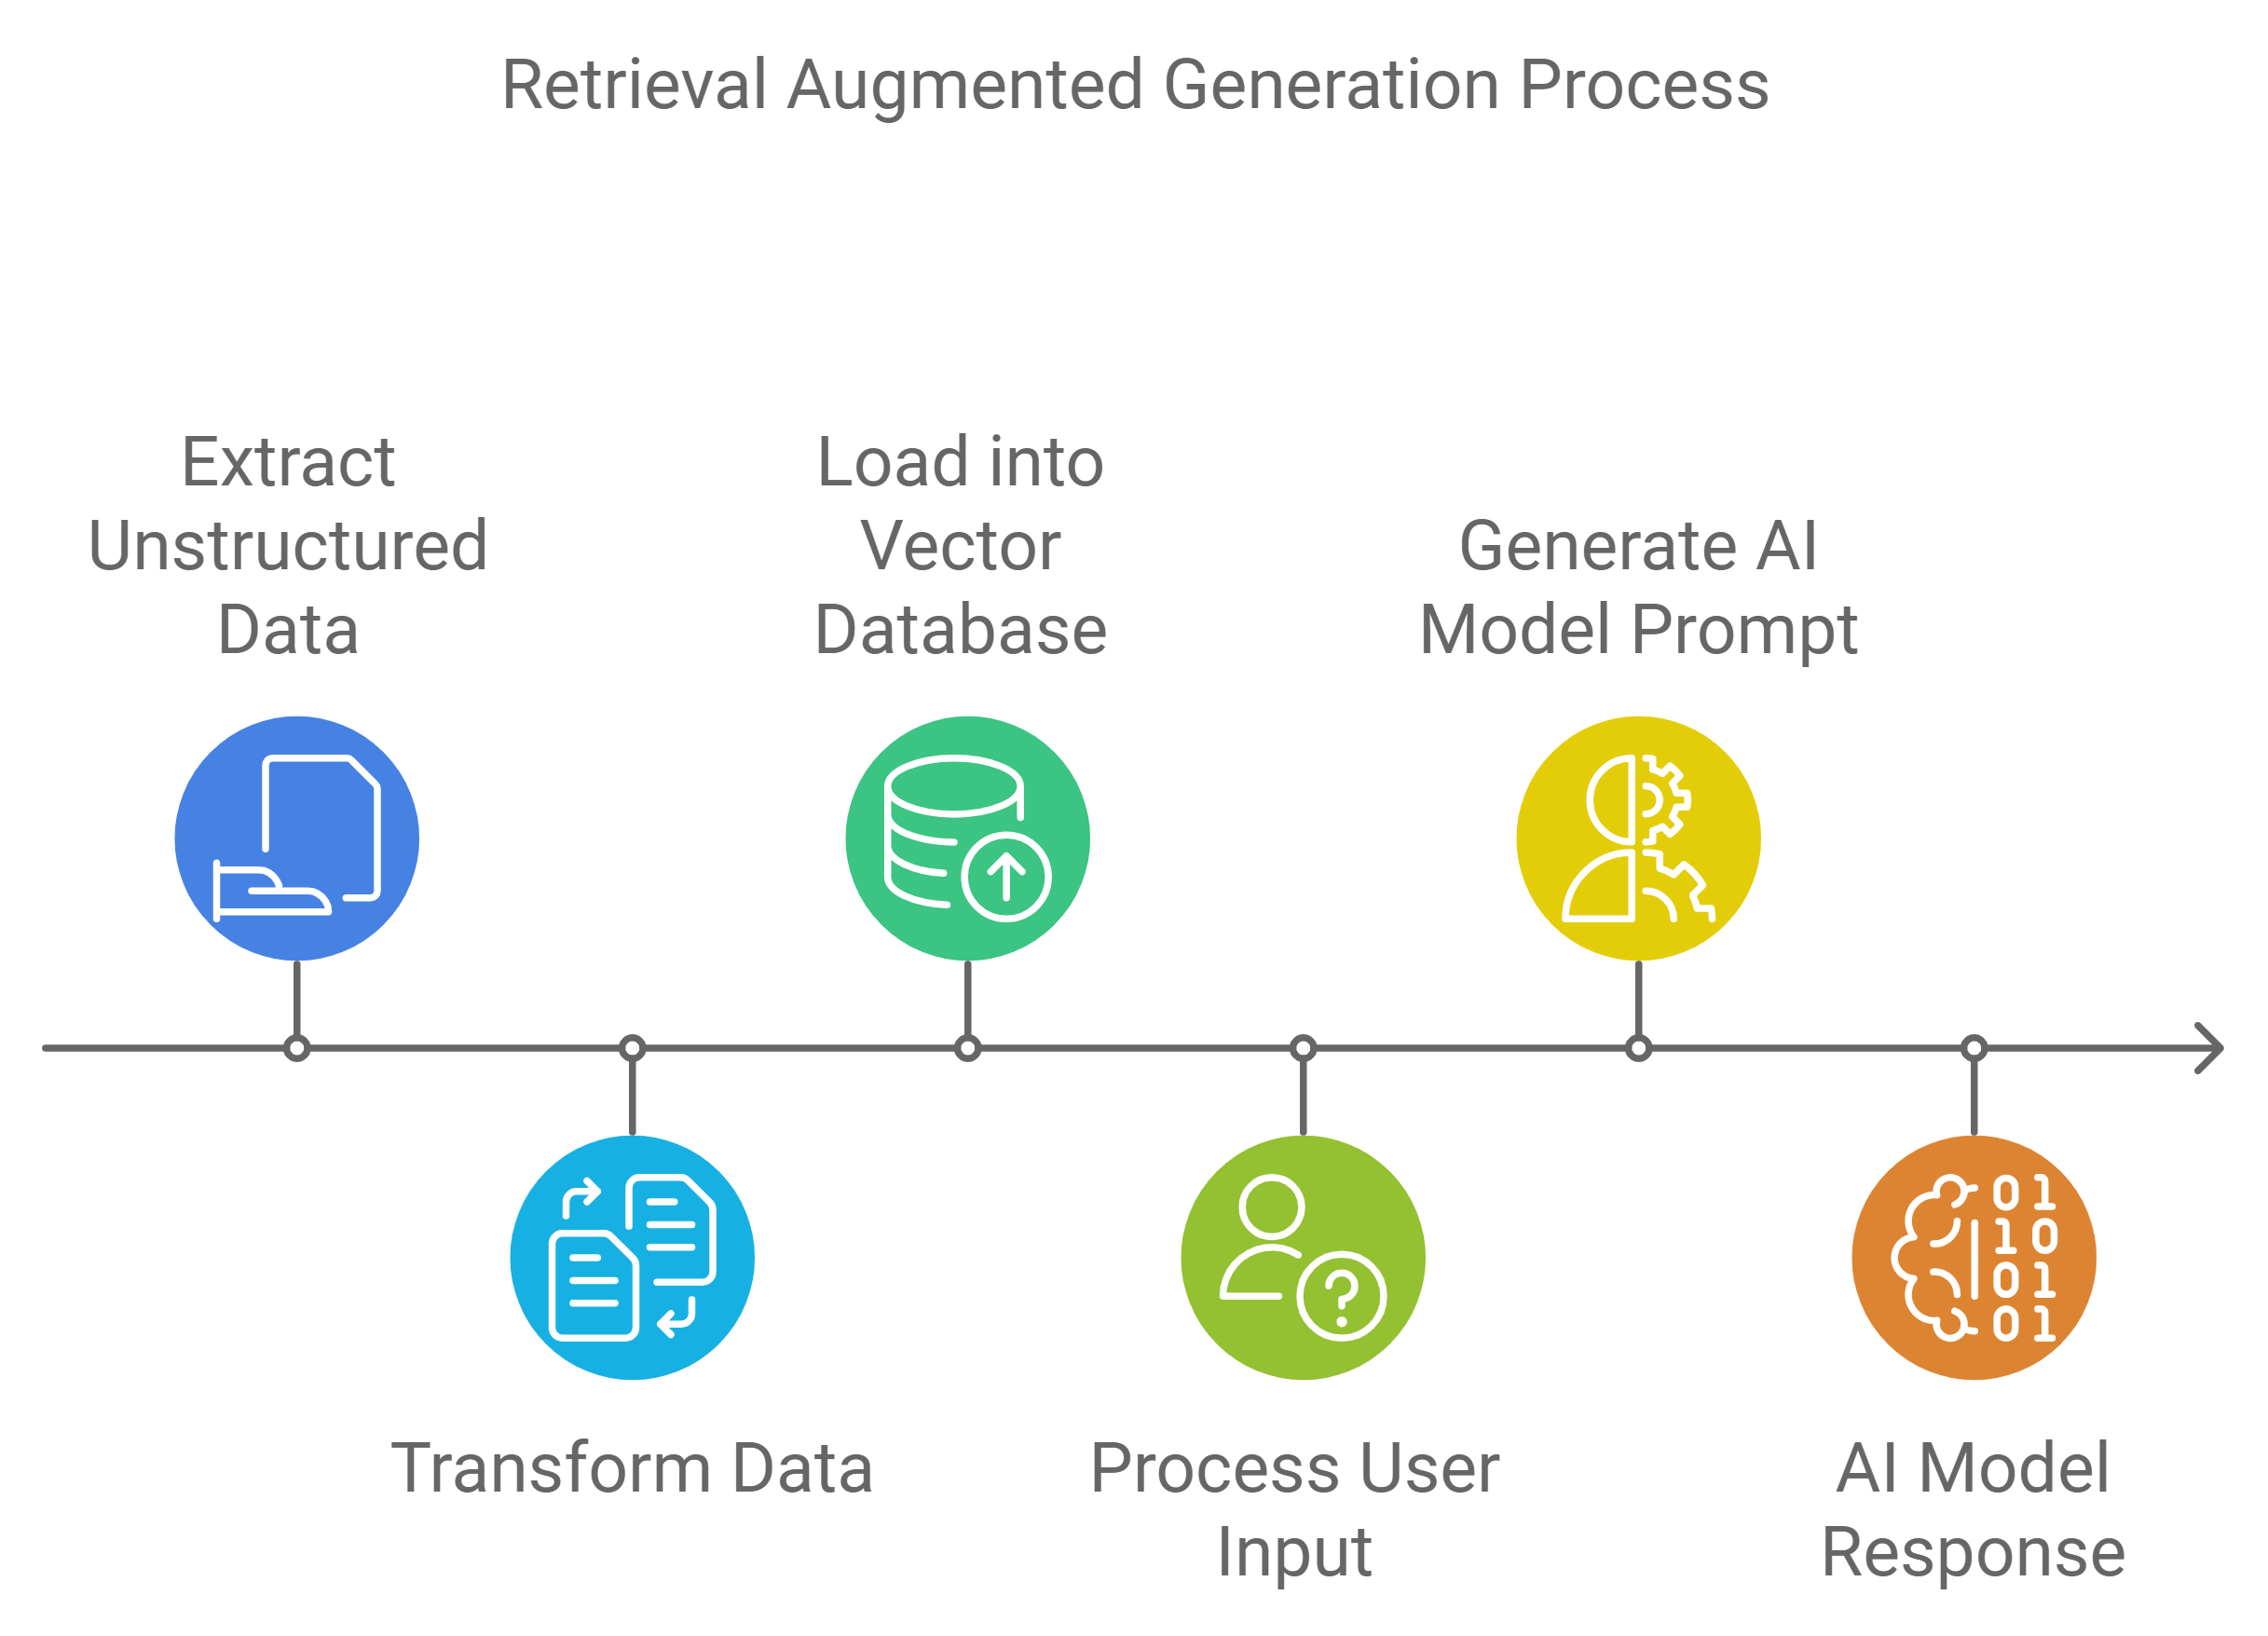 Retrieval Augmented Generation Process
Extract
Unstructured
Data
Load into
Vector
Database
Generate AI
Model Prompt
01
10
01
01
Transform Data
Process User
Input
AI Model
Response